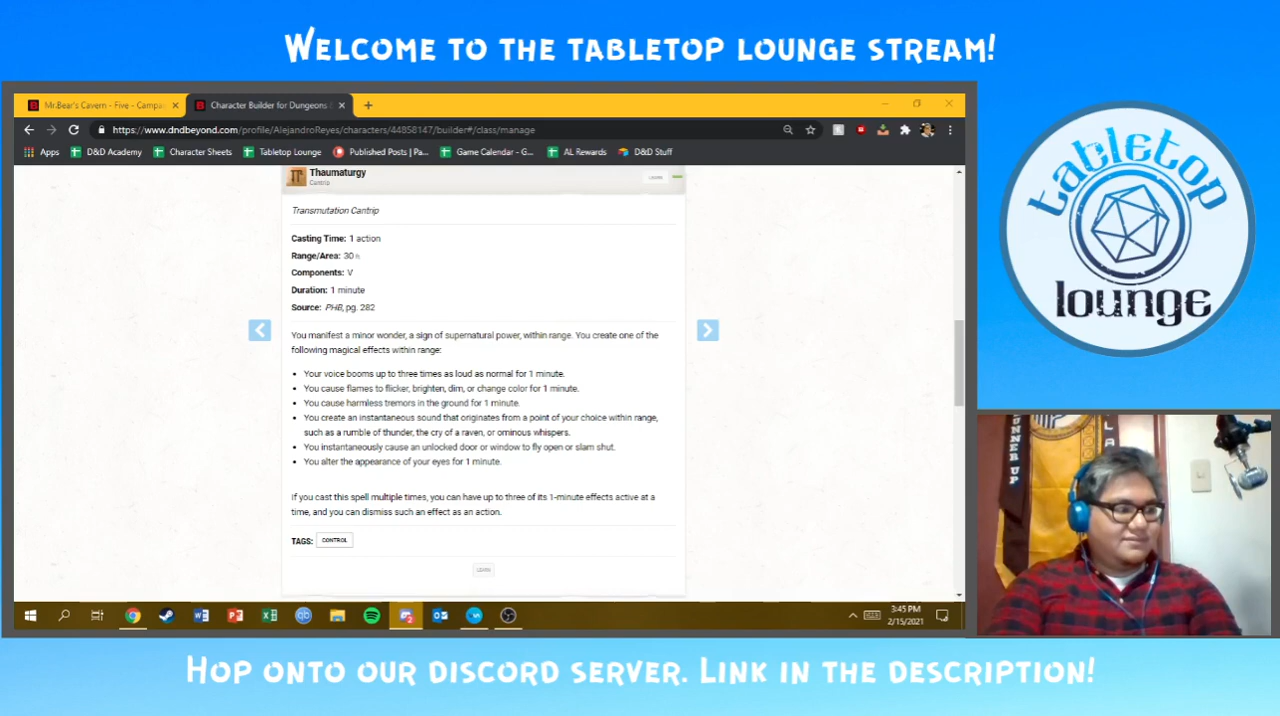 WELCOME TO THE TABLETOP LOUNGE STREAM!
Mr.Bear's Cavern - Five - Campa
Character Builder for Dungeons
https://www.dndbeyond.com/profile/AlejandroReyes/characters/44858147/builder#/class/manage
Apps D&D Academy Character Sheets Tabletop Lounge Published Posts | Pa... Game Calendar - G... AL Rewards D&D Stuff
Thaumaturgy
Cantrip
LEARN
Transmutation Cantrip
Casting Time: 1 action
Range/Area: 30 ft
Components: V
Duration: 1 minute
Source: PHB, pg. 282
You manifest a minor wonder, a sign of supernatural power, within range. You create one of the
following magical effects within range:
• Your voice booms up to three times as loud as normal for 1 minute.
• You cause flames to flicker, brighten, dim, or change color for 1 minute.
• You cause harmless tremors in the ground for 1 minute.
• You create an instantaneous sound that originates from a point of your choice within range,
such as a rumble of thunder, the cry of a raven, or ominous whispers.
• You instantaneously cause an unlocked door or window to fly open or slam shut.
• You alter the appearance of your eyes for 1 minute.
If you cast this spell multiple times, you can have up to three of its 1-minute effects active at a
time, and you can dismiss such an effect as an action.
TAGS: CONTROL
LEARN
3:45 PM
2/15/2021
tabletop
lounge
UNNER UP
HOP ONTO OUR DISCORD SERVER. LINK IN THE DESCRIPTION!